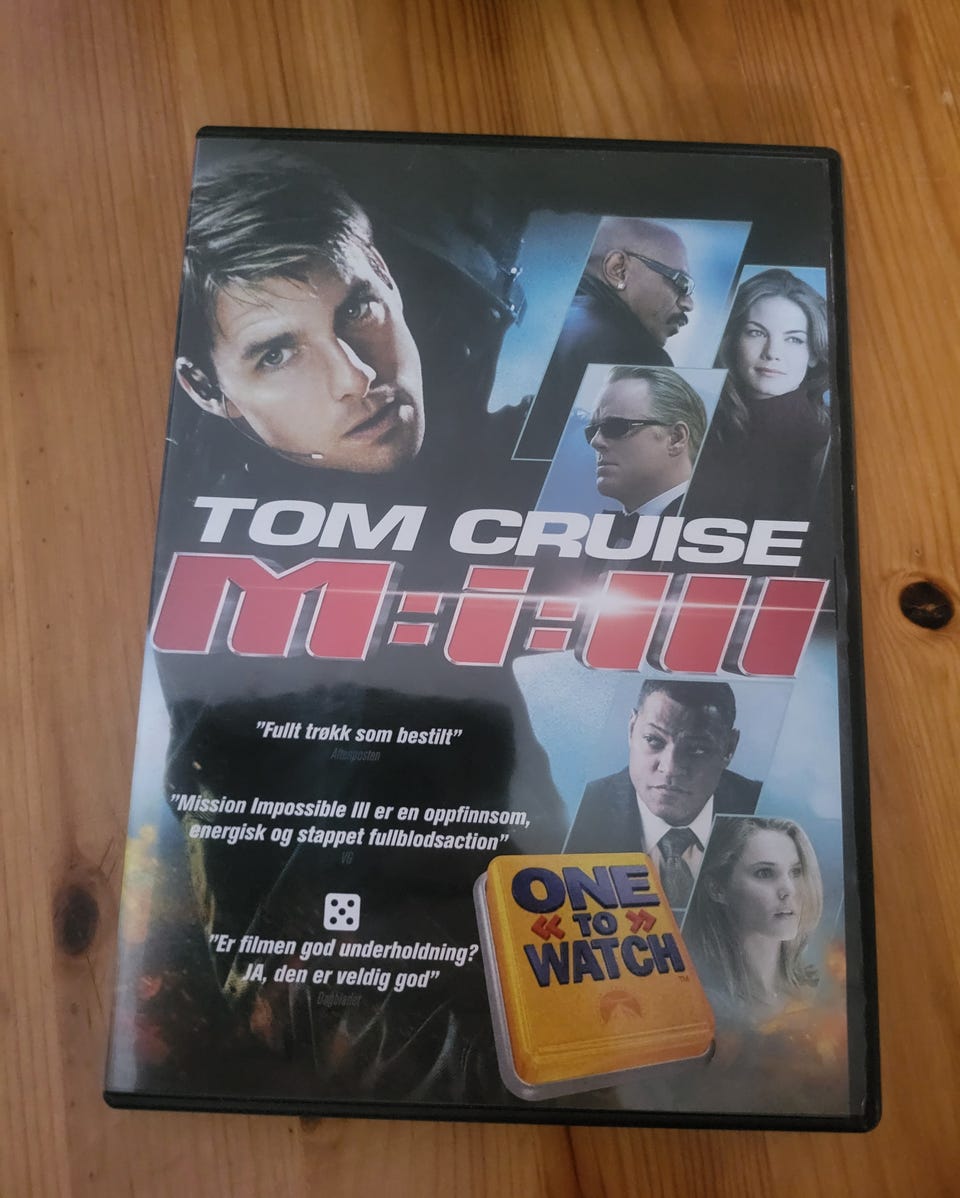 TOM CRUISE
M:i:III
"Fullt trøkk som bestilt"
Aftenposten
"Mission Impossible III er en oppfinnsom,
energisk og stappet fullblodsaction"
VG
"Er filmen god underholdning?
JA, den er veldig god"
Dagbladet
ONE
« TO »
WATCH™